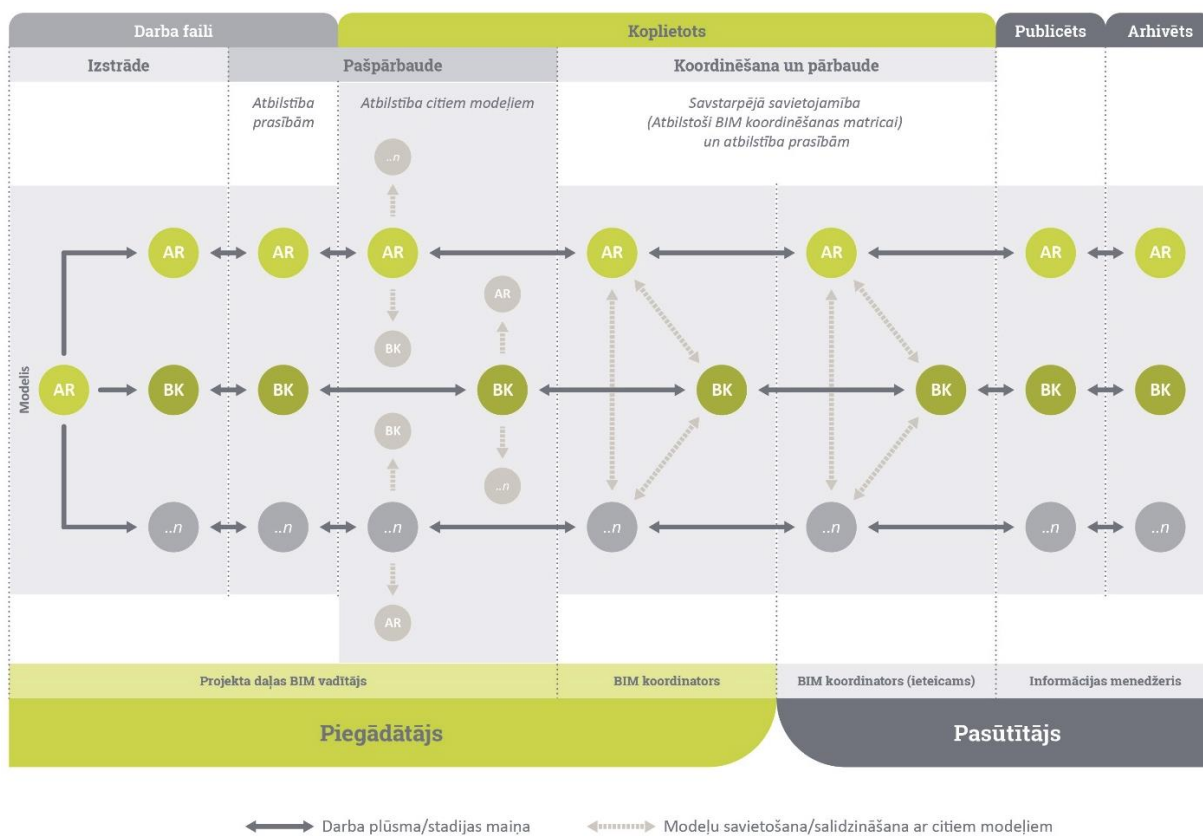 Darba faili
Koplietots
Publicēts
Arhivēts
Izstrāde
Pašpārbaude
Koordinēšana un pārbaude
Atbilstība
prasībām
Atbilstība citiem modeļiem
Savstarpējā savietojamība
(Atbilstoši BIM koordinēšanas matricai)
un atbilstība prasībām
..n
AR
AR
AR
AR
AR
AR
AR
AR
BK
Modelis
AR
BK
BK
BK
BK
BK
BK
BK
BK
..n
..n
..n
..n
..n
..n
..n
..n
AR
Projekta daļas BIM vadītājs
BIM koordinators
BIM koordinators (ieteicams)
Informācijas menedžeris
Piegādātājs
Pasūtītājs
Darba plūsma/stadijas maiņa
Modeļu savietošana/salīdzināšana ar citiem modeļiem